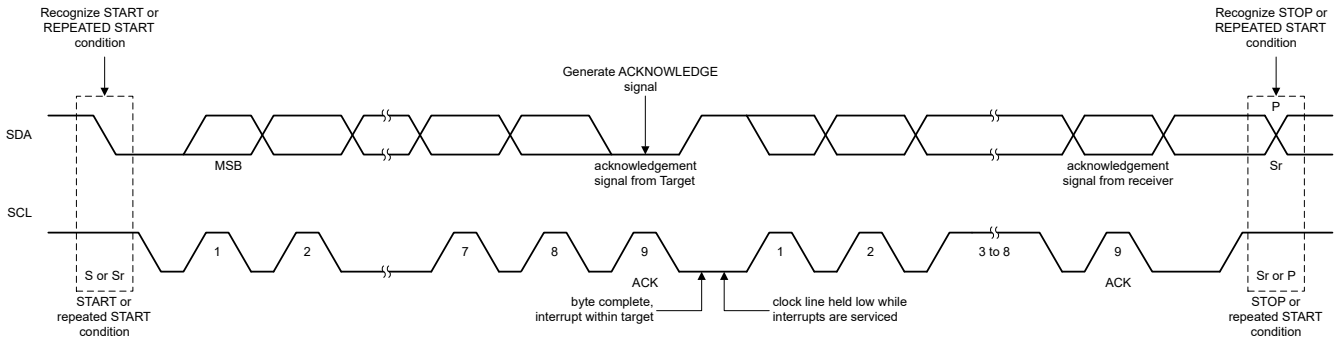 Recognize START or
REPEATED START
condition
Recognize STOP or
REPEATED START
condition
Generate ACKNOWLEDGE
signal
P
SDA
MSB
acknowledgement
signal from Target
acknowledgement
signal from receiver
Sr
SCL
1
2
7
8
9
1
2
3 to 8
9
S or Sr
ACK
ACK
Sr or P
START or
repeated START
condition
byte complete,
interrupt within target
clock line held low while
interrupts are serviced
STOP or
repeated START
condition